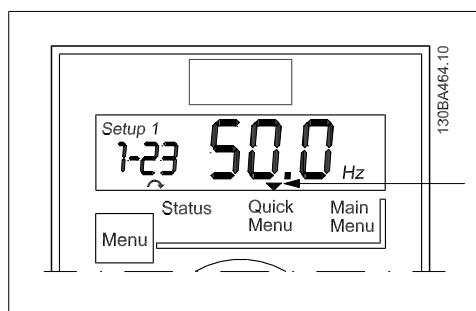 130BA464.10
Setup 1
1-23 50.0 Hz
Status Quick Menu Main Menu
Menu